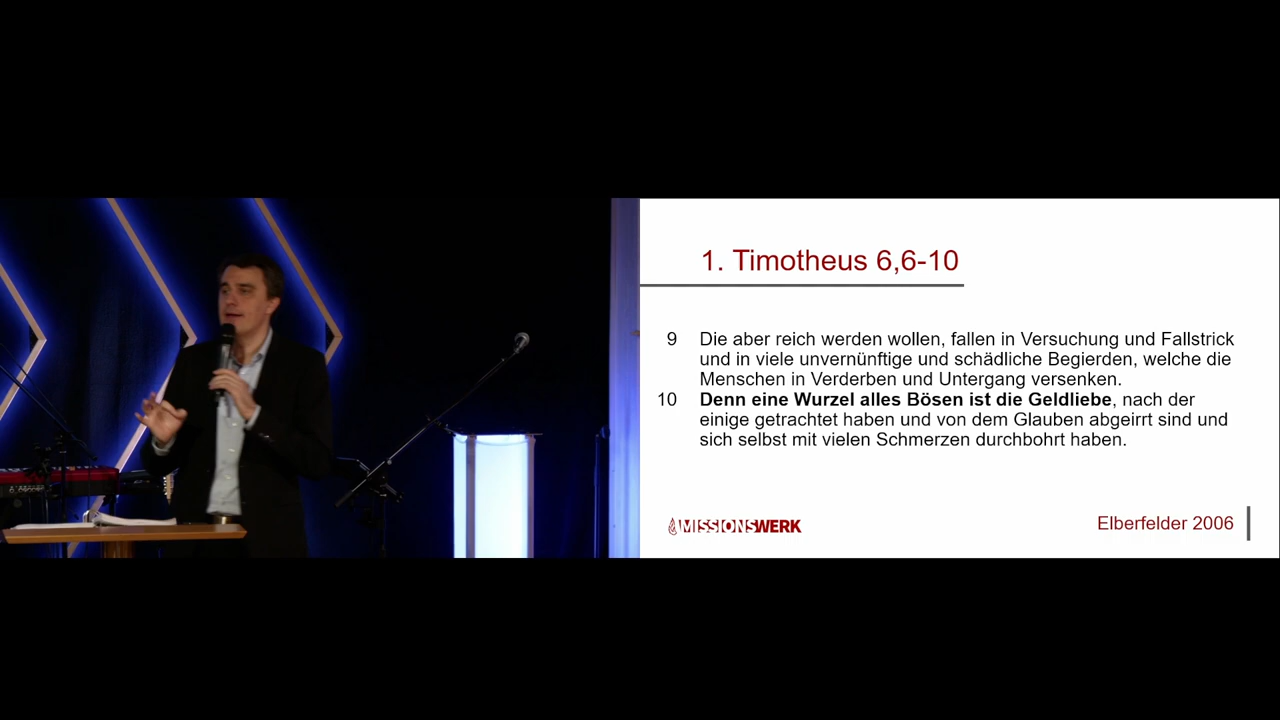 1. Timotheus 6,6-10
9 Die aber reich werden wollen, fallen in Versuchung und Fallstrick
und in viele unvernünftige und schädliche Begierden, welche die
Menschen in Verderben und Untergang versenken.
10 Denn eine Wurzel alles Bösen ist die Geldliebe, nach der
einige getrachtet haben und von dem Glauben abgeirrt sind und
sich selbst mit vielen Schmerzen durchbohrt haben.
MISSIONSWERK
Elberfelder 2006